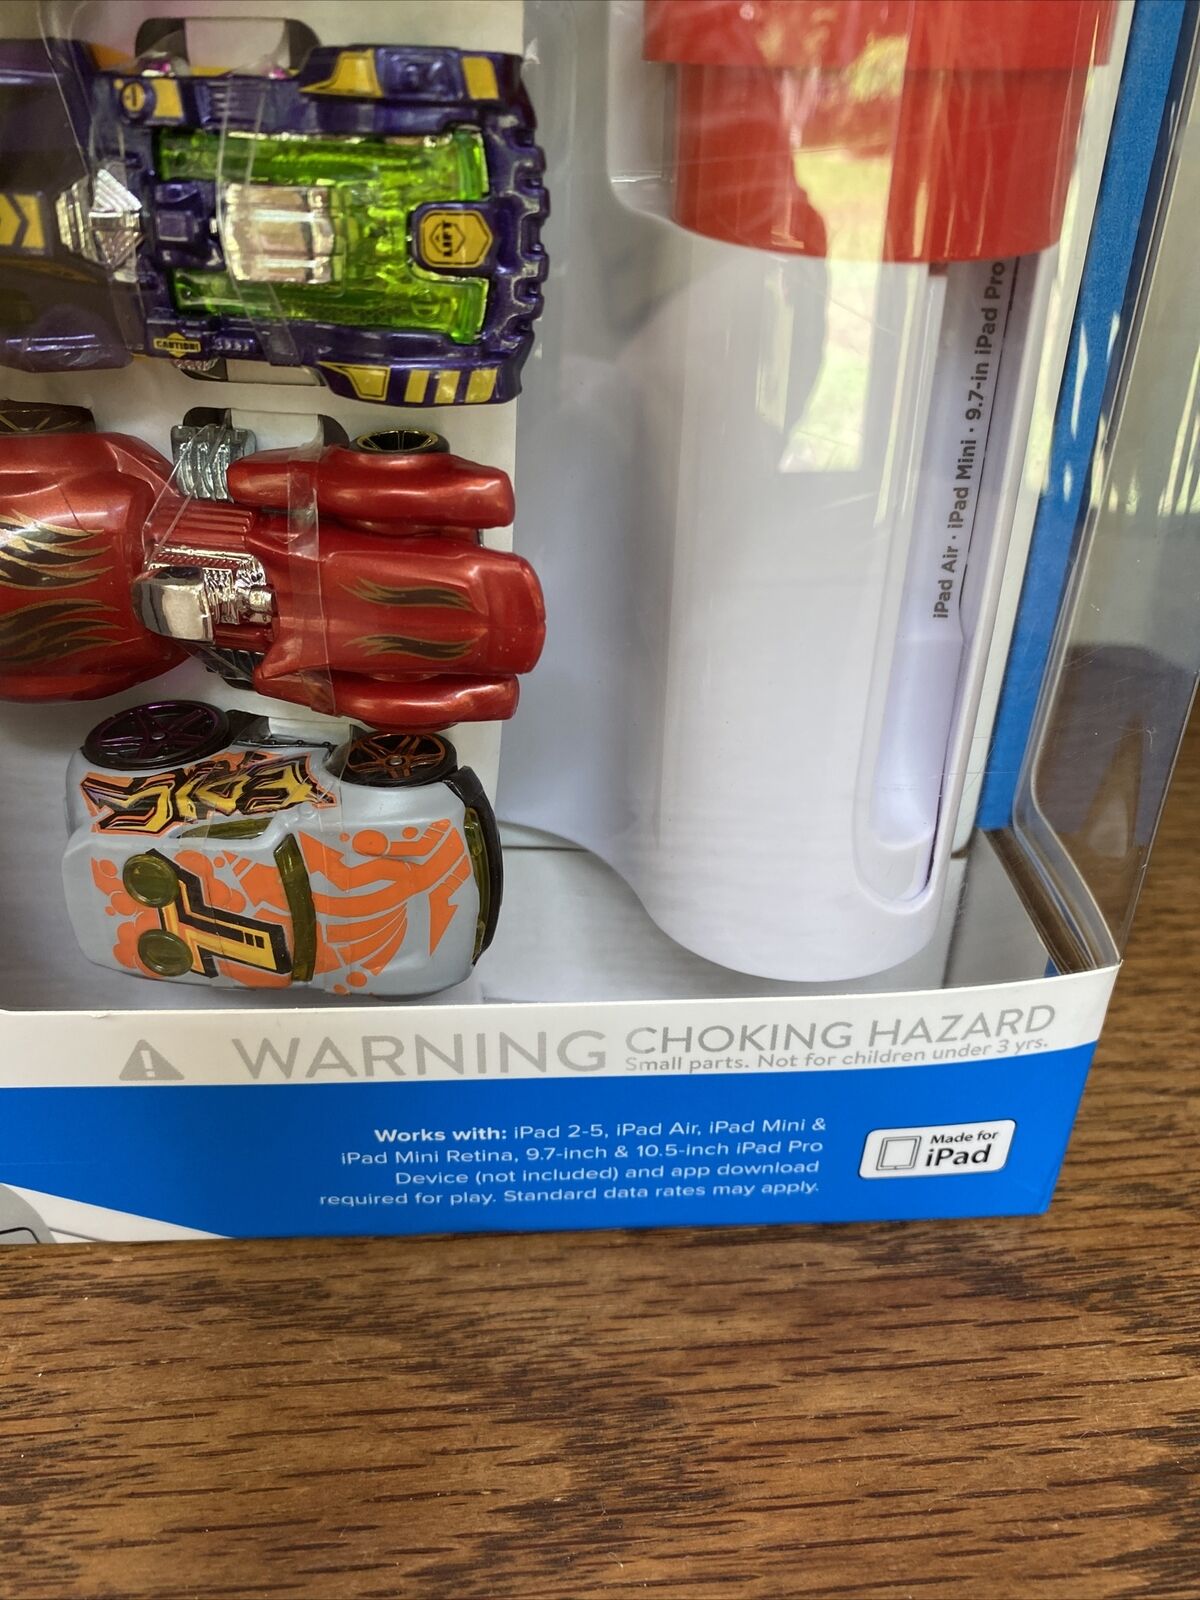 LIFT
CAUTION!
iPad Air · iPad Mini · 9.7-in iPad Pro
WARNING
CHOKING HAZARD
Small parts. Not for children under 3 yrs.
Works with: iPad 2-5, iPad Air, iPad Mini &
iPad Mini Retina, 9.7-inch & 10.5-inch iPad Pro
Device (not included) and app download
required for play. Standard data rates may apply.
Made for
iPad